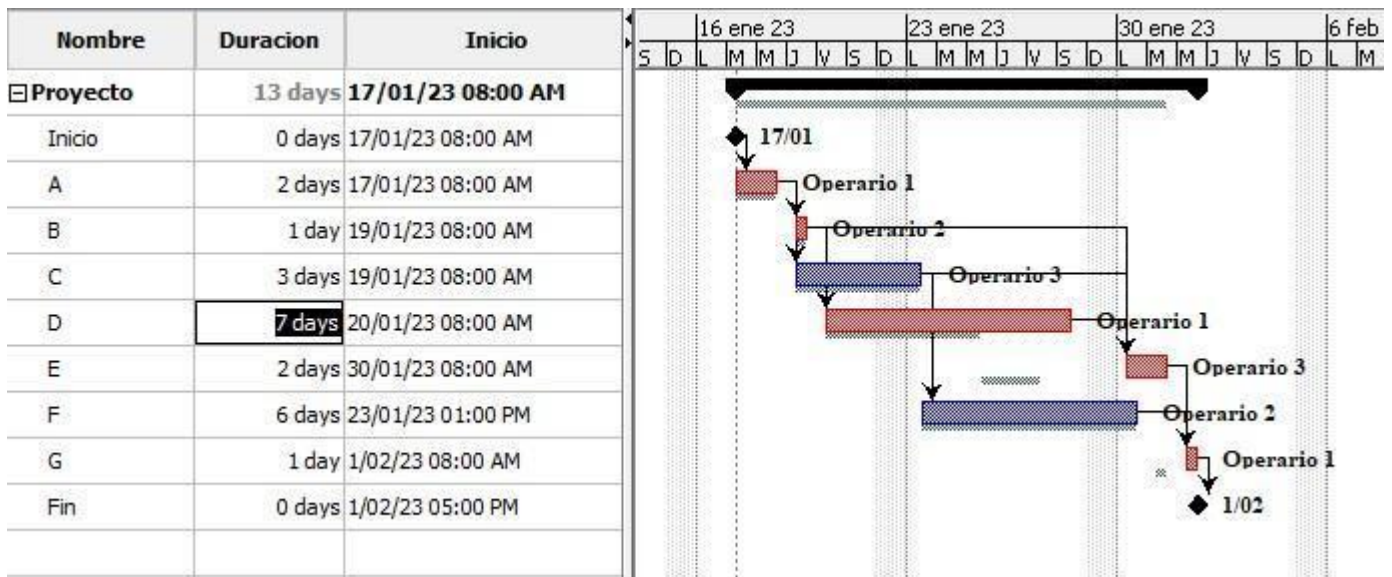 Nombre Duracion Inicio
16 ene 23 23 ene 23 30 ene 23 6 feb
S D L M M J V S D L M M J V S D L M M J V S D L M
Proyecto 13 days 17/01/23 08:00 AM
Inicio 0 days 17/01/23 08:00 AM 17/01
A 2 days 17/01/23 08:00 AM Operario 1
B 1 day 19/01/23 08:00 AM Operario 2
C 3 days 19/01/23 08:00 AM Operario 3
D 7 days 20/01/23 08:00 AM Operario 1
E 2 days 30/01/23 08:00 AM Operario 3
F 6 days 23/01/23 01:00 PM Operario 2
G 1 day 1/02/23 08:00 AM Operario 1
Fin 0 days 1/02/23 05:00 PM 1/02